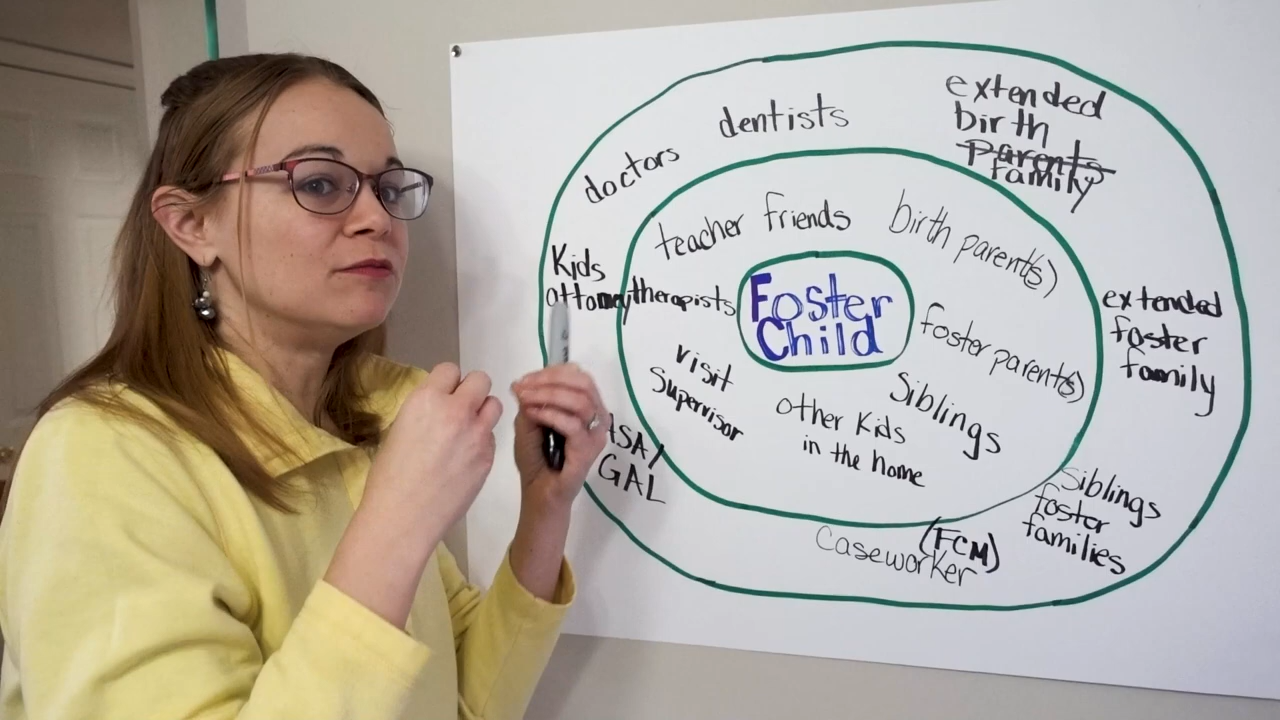 dentists
doctors
extended
birth
parents
family
teacher friends
birth parent(s)
Kids
attorney
therapists
Foster
Child
foster parent(s)
extended
foster
family
visit
Supervisor
Siblings
other Kids
in the home
ASA/
GAL
Siblings
foster
families
(FCM)
Caseworker